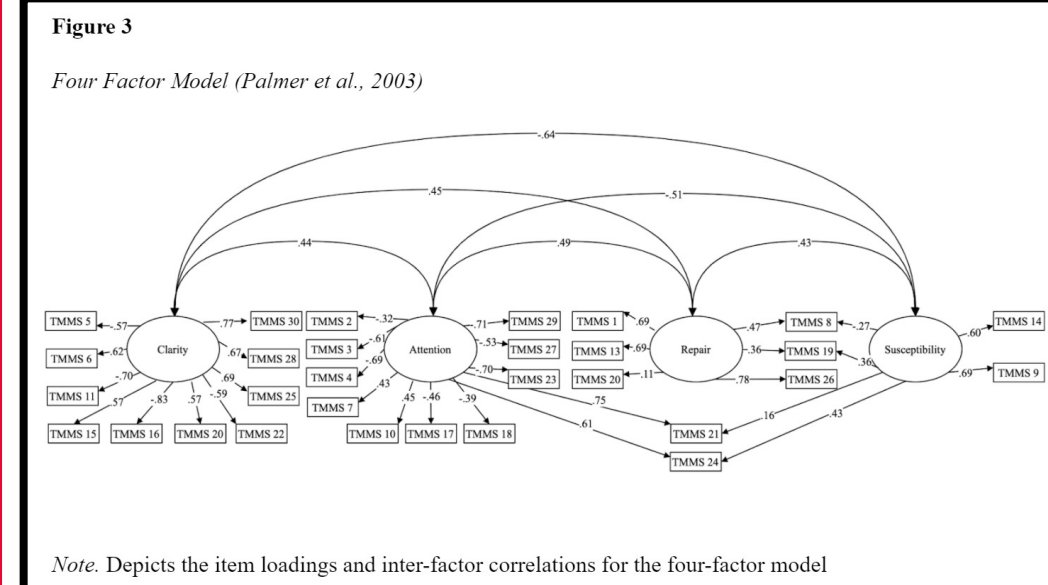 Figure 3
Four Factor Model (Palmer et al., 2003)
-.64
.45
-.51
.44
.49
.43
TMMS 5
-.57
.77
TMMS 30
TMMS 2
-.32
-.71
TMMS 29
TMMS 1
.69
.47
TMMS 8
-.27
.60
TMMS 14
TMMS 6
-.62
Clarity
.67
TMMS 28
TMMS 3
-.61
Attention
-.53
TMMS 27
TMMS 13
-.69
Repair
.36
TMMS 19
.36
Susceptibility
.69
TMMS 9
TMMS 11
-.70
.69
TMMS 25
TMMS 4
-.69
-.70
TMMS 23
TMMS 20
-.11
.78
TMMS 26
.57
-.83
.57
-.59
TMMS 7
.43
.45
-.46
-.39
.75
.16
.43
TMMS 15
TMMS 16
TMMS 20
TMMS 22
TMMS 10
TMMS 17
TMMS 18
.61
TMMS 21
TMMS 24
Note. Depicts the item loadings and inter-factor correlations for the four-factor model